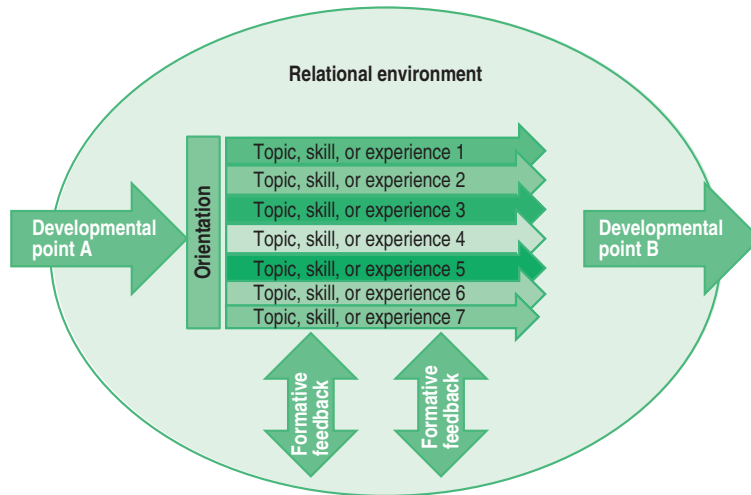 Relational environment
Developmental
point A
Orientation
Topic, skill, or experience 1
Topic, skill, or experience 2
Topic, skill, or experience 3
Topic, skill, or experience 4
Topic, skill, or experience 5
Topic, skill, or experience 6
Topic, skill, or experience 7
Developmental
point B
Formative
feedback
Formative
feedback